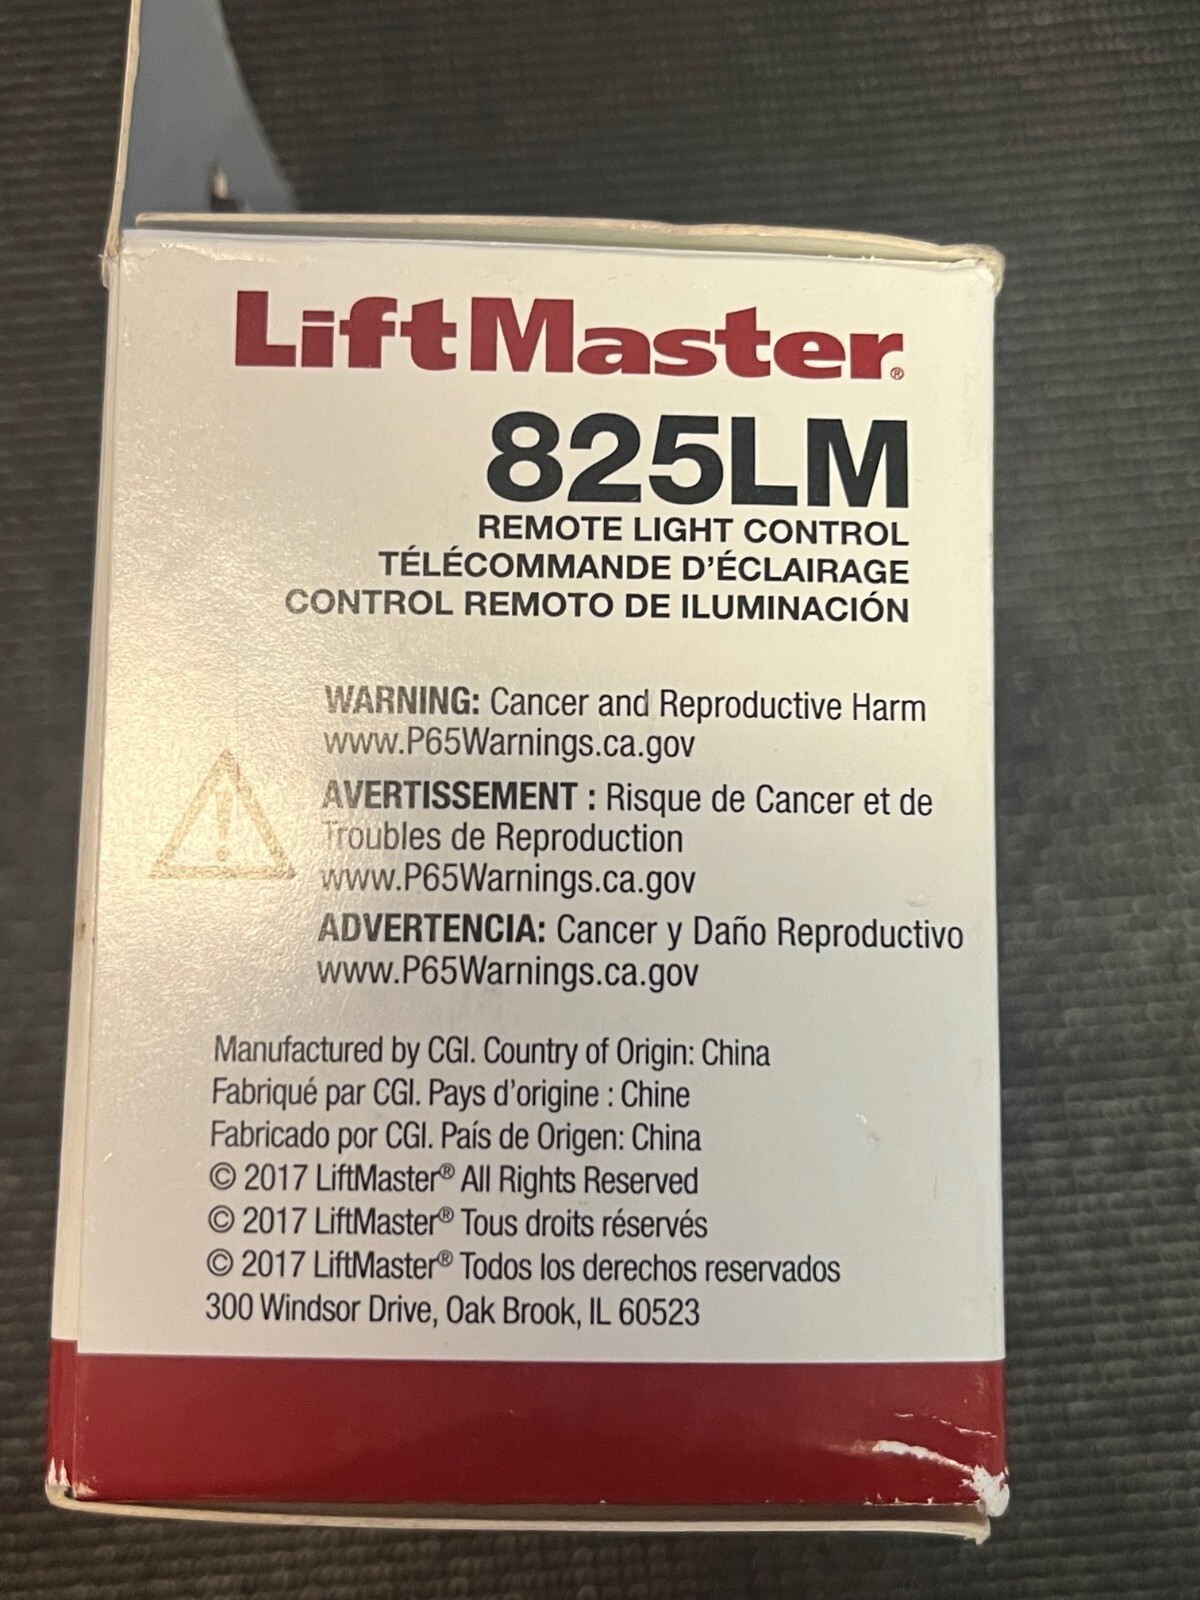 LiftMaster®
825LM
REMOTE LIGHT CONTROL
TÉLÉCOMMANDE D'ÉCLAIRAGE
CONTROL REMOTO DE ILUMINACIÓN
WARNING: Cancer and Reproductive Harm
www.P65Warnings.ca.gov
AVERTISSEMENT : Risque de Cancer et de
Troubles de Reproduction
www.P65Warnings.ca.gov
ADVERTENCIA: Cancer y Daño Reproductivo
www.P65Warnings.ca.gov
Manufactured by CGI. Country of Origin: China
Fabriqué par CGI. Pays d'origine : Chine
Fabricado por CGI. País de Origen: China
© 2017 LiftMaster® All Rights Reserved
© 2017 LiftMaster® Tous droits réservés
© 2017 LiftMaster® Todos los derechos reservados
300 Windsor Drive, Oak Brook, IL 60523